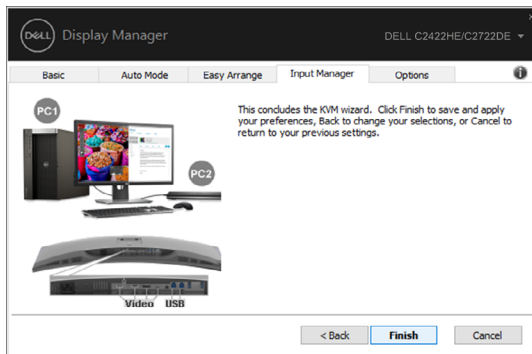 DELL Display Manager
DELL C2422HE/C2722DE
Basic Auto Mode Easy Arrange Input Manager Options
PC1
This concludes the KVM wizard. Click Finish to save and apply
your preferences, Back to change your selections, or Cancel to
return to your previous settings.
PC2
Video USB
< Back Finish Cancel